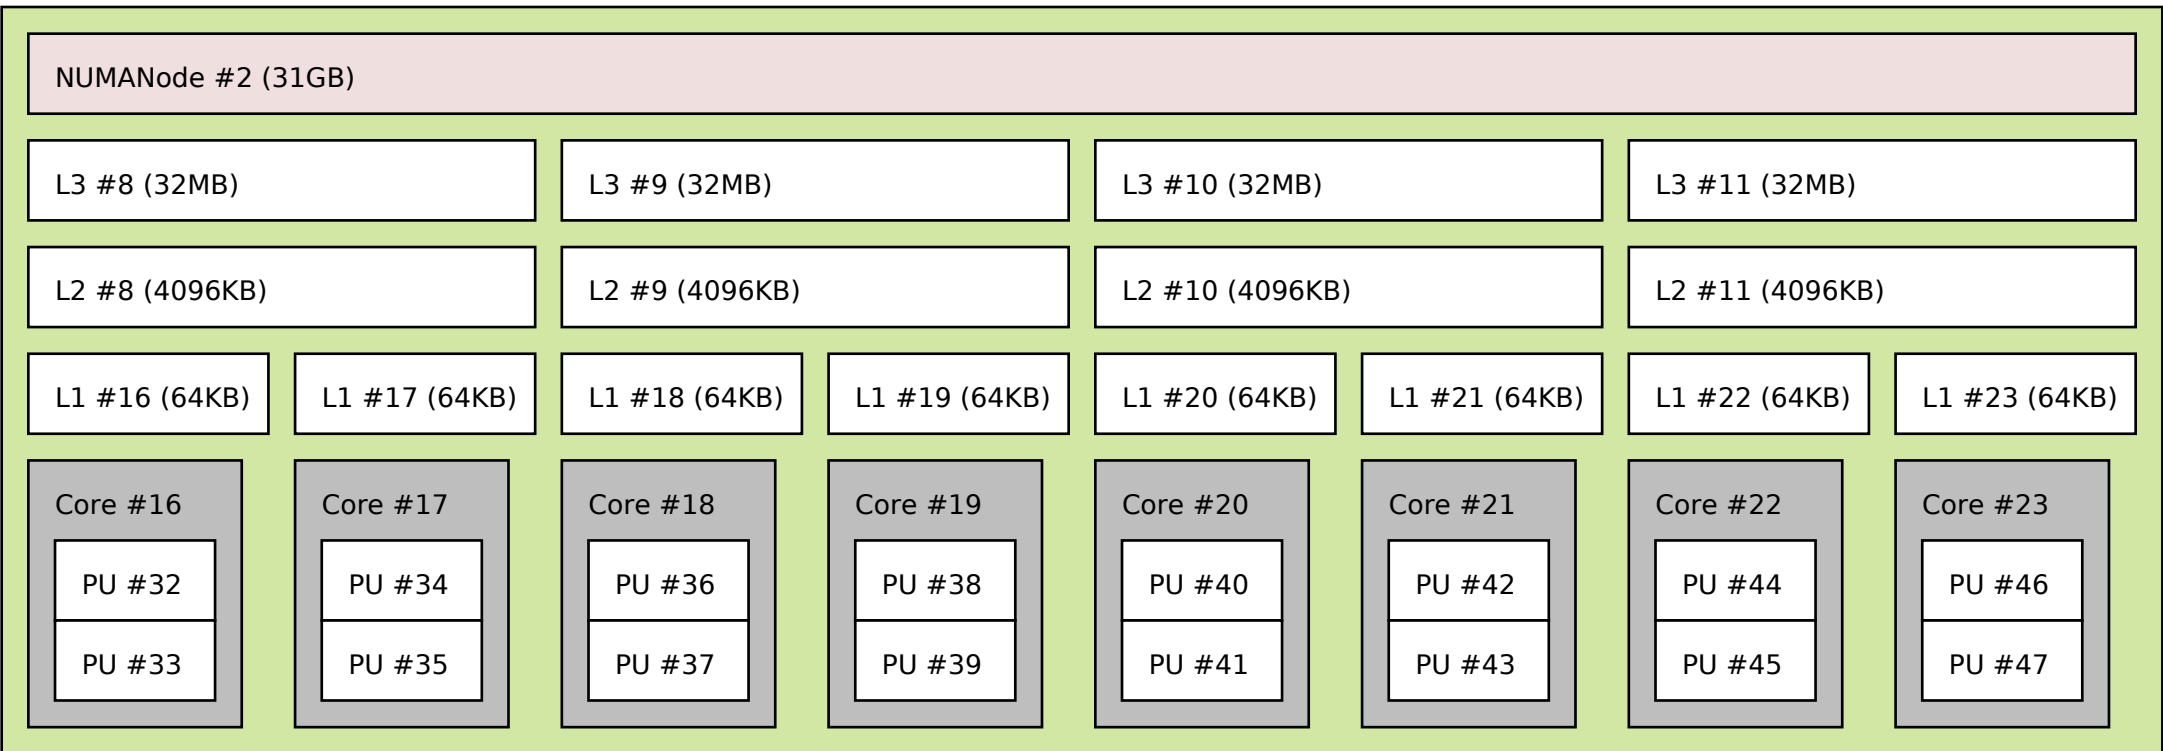 NUMANode #2 (31GB)
L3 #8 (32MB) L3 #9 (32MB) L3 #10 (32MB) L3 #11 (32MB)
L2 #8 (4096KB) L2 #9 (4096KB) L2 #10 (4096KB) L2 #11 (4096KB)
L1 #16 (64KB) L1 #17 (64KB) L1 #18 (64KB) L1 #19 (64KB) L1 #20 (64KB) L1 #21 (64KB) L1 #22 (64KB) L1 #23 (64KB)
Core #16 Core #17 Core #18 Core #19 Core #20 Core #21 Core #22 Core #23
PU #32 PU #34 PU #36 PU #38 PU #40 PU #42 PU #44 PU #46
PU #33 PU #35 PU #37 PU #39 PU #41 PU #43 PU #45 PU #47